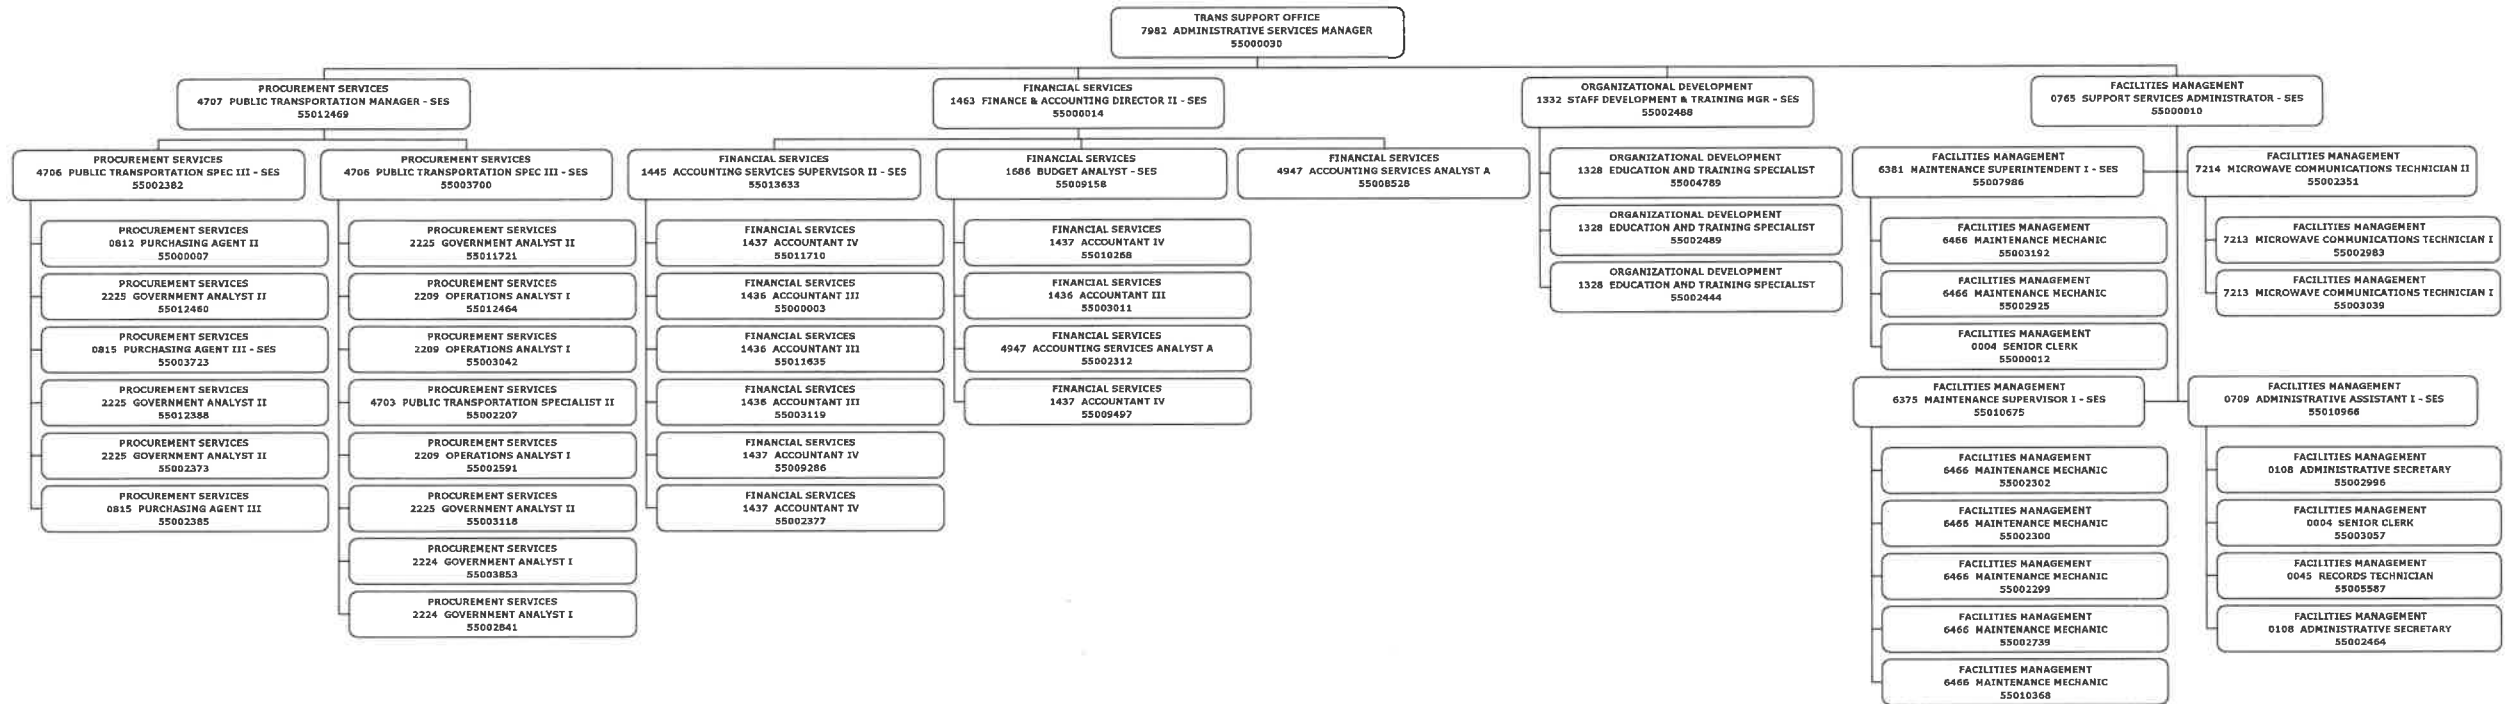 TRANS SUPPORT OFFICE
7982 ADMINISTRATIVE SERVICES MANAGER
55000030
PROCUREMENT SERVICES
4707 PUBLIC TRANSPORTATION MANAGER - SES
55012469
FINANCIAL SERVICES
1463 FINANCE & ACCOUNTING DIRECTOR II - SES
55000014
ORGANIZATIONAL DEVELOPMENT
1332 STAFF DEVELOPMENT & TRAINING MGR - SES
55002488
FACILITIES MANAGEMENT
0765 SUPPORT SERVICES ADMINISTRATOR - SES
55000010
PROCUREMENT SERVICES
4706 PUBLIC TRANSPORTATION SPEC III - SES
55002382
PROCUREMENT SERVICES
0812 PURCHASING AGENT II
55000007
PROCUREMENT SERVICES
2225 GOVERNMENT ANALYST II
55012460
PROCUREMENT SERVICES
0815 PURCHASING AGENT III - SES
55003723
PROCUREMENT SERVICES
2225 GOVERNMENT ANALYST II
55012388
PROCUREMENT SERVICES
2225 GOVERNMENT ANALYST II
55002373
PROCUREMENT SERVICES
0815 PURCHASING AGENT III
55002385
PROCUREMENT SERVICES
4706 PUBLIC TRANSPORTATION SPEC III - SES
55003700
PROCUREMENT SERVICES
2225 GOVERNMENT ANALYST II
55011721
PROCUREMENT SERVICES
2209 OPERATIONS ANALYST I
55012464
PROCUREMENT SERVICES
2209 OPERATIONS ANALYST I
55003042
PROCUREMENT SERVICES
4703 PUBLIC TRANSPORTATION SPECIALIST II
55002207
PROCUREMENT SERVICES
2209 OPERATIONS ANALYST I
55002591
PROCUREMENT SERVICES
2225 GOVERNMENT ANALYST II
55003118
PROCUREMENT SERVICES
2224 GOVERNMENT ANALYST I
55003853
PROCUREMENT SERVICES
2224 GOVERNMENT ANALYST I
55002841
FINANCIAL SERVICES
1445 ACCOUNTING SERVICES SUPERVISOR II - SES
55013633
FINANCIAL SERVICES
1437 ACCOUNTANT IV
55011710
FINANCIAL SERVICES
1436 ACCOUNTANT III
55000003
FINANCIAL SERVICES
1436 ACCOUNTANT III
55011635
FINANCIAL SERVICES
1436 ACCOUNTANT III
55003119
FINANCIAL SERVICES
1437 ACCOUNTANT IV
55009286
FINANCIAL SERVICES
1437 ACCOUNTANT IV
55002377
FINANCIAL SERVICES
1686 BUDGET ANALYST - SES
55009158
FINANCIAL SERVICES
1437 ACCOUNTANT IV
55010268
FINANCIAL SERVICES
1436 ACCOUNTANT III
55003011
FINANCIAL SERVICES
4947 ACCOUNTING SERVICES ANALYST A
55002312
FINANCIAL SERVICES
1437 ACCOUNTANT IV
55009497
FINANCIAL SERVICES
4947 ACCOUNTING SERVICES ANALYST A
55008528
ORGANIZATIONAL DEVELOPMENT
1328 EDUCATION AND TRAINING SPECIALIST
55004789
ORGANIZATIONAL DEVELOPMENT
1328 EDUCATION AND TRAINING SPECIALIST
55002489
ORGANIZATIONAL DEVELOPMENT
1328 EDUCATION AND TRAINING SPECIALIST
55002444
FACILITIES MANAGEMENT
6381 MAINTENANCE SUPERINTENDENT I - SES
55007986
FACILITIES MANAGEMENT
6466 MAINTENANCE MECHANIC
55003192
FACILITIES MANAGEMENT
6466 MAINTENANCE MECHANIC
55002925
FACILITIES MANAGEMENT
0004 SENIOR CLERK
55000012
FACILITIES MANAGEMENT
7214 MICROWAVE COMMUNICATIONS TECHNICIAN II
55002351
FACILITIES MANAGEMENT
7213 MICROWAVE COMMUNICATIONS TECHNICIAN I
55002983
FACILITIES MANAGEMENT
7213 MICROWAVE COMMUNICATIONS TECHNICIAN I
55003039
FACILITIES MANAGEMENT
6375 MAINTENANCE SUPERVISOR I - SES
55010675
FACILITIES MANAGEMENT
6466 MAINTENANCE MECHANIC
55002302
FACILITIES MANAGEMENT
6466 MAINTENANCE MECHANIC
55002300
FACILITIES MANAGEMENT
6466 MAINTENANCE MECHANIC
55002299
FACILITIES MANAGEMENT
6466 MAINTENANCE MECHANIC
55002739
FACILITIES MANAGEMENT
6466 MAINTENANCE MECHANIC
55010368
FACILITIES MANAGEMENT
0709 ADMINISTRATIVE ASSISTANT I - SES
55010966
FACILITIES MANAGEMENT
0108 ADMINISTRATIVE SECRETARY
55002996
FACILITIES MANAGEMENT
0004 SENIOR CLERK
55003057
FACILITIES MANAGEMENT
0045 RECORDS TECHNICIAN
55005587
FACILITIES MANAGEMENT
0108 ADMINISTRATIVE SECRETARY
55002464